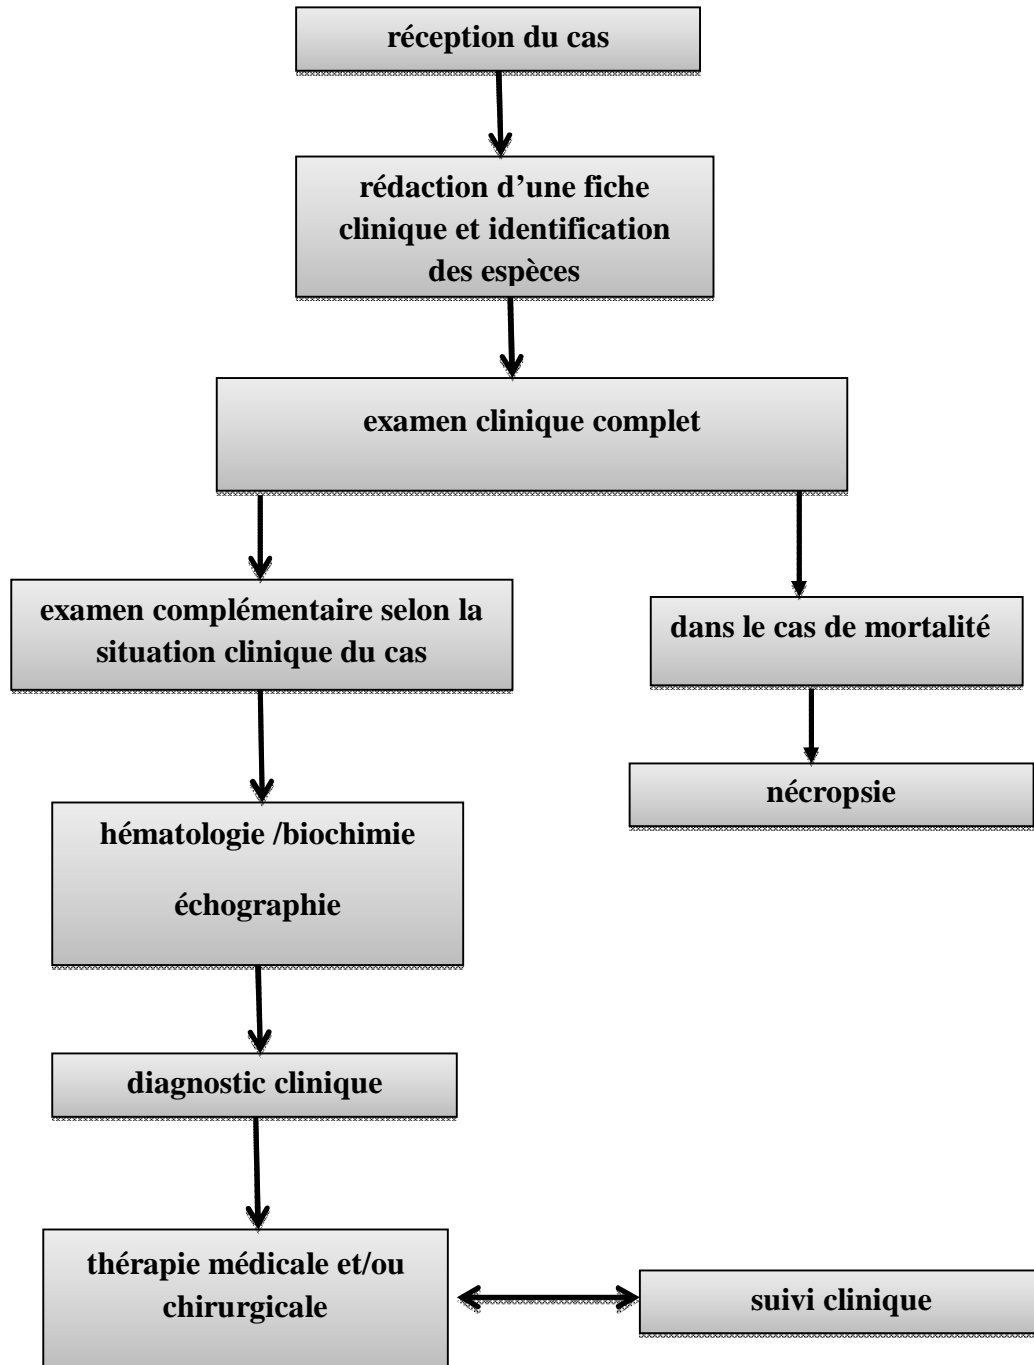 réception du cas
rédaction d’une fiche
clinique et identification
des espèces
examen clinique complet
examen complémentaire selon la
situation clinique du cas
dans le cas de mortalité
nécropsie
hématologie /biochimie
échographie
diagnostic clinique
thérapie médicale et/ou
chirurgicale
suivi clinique